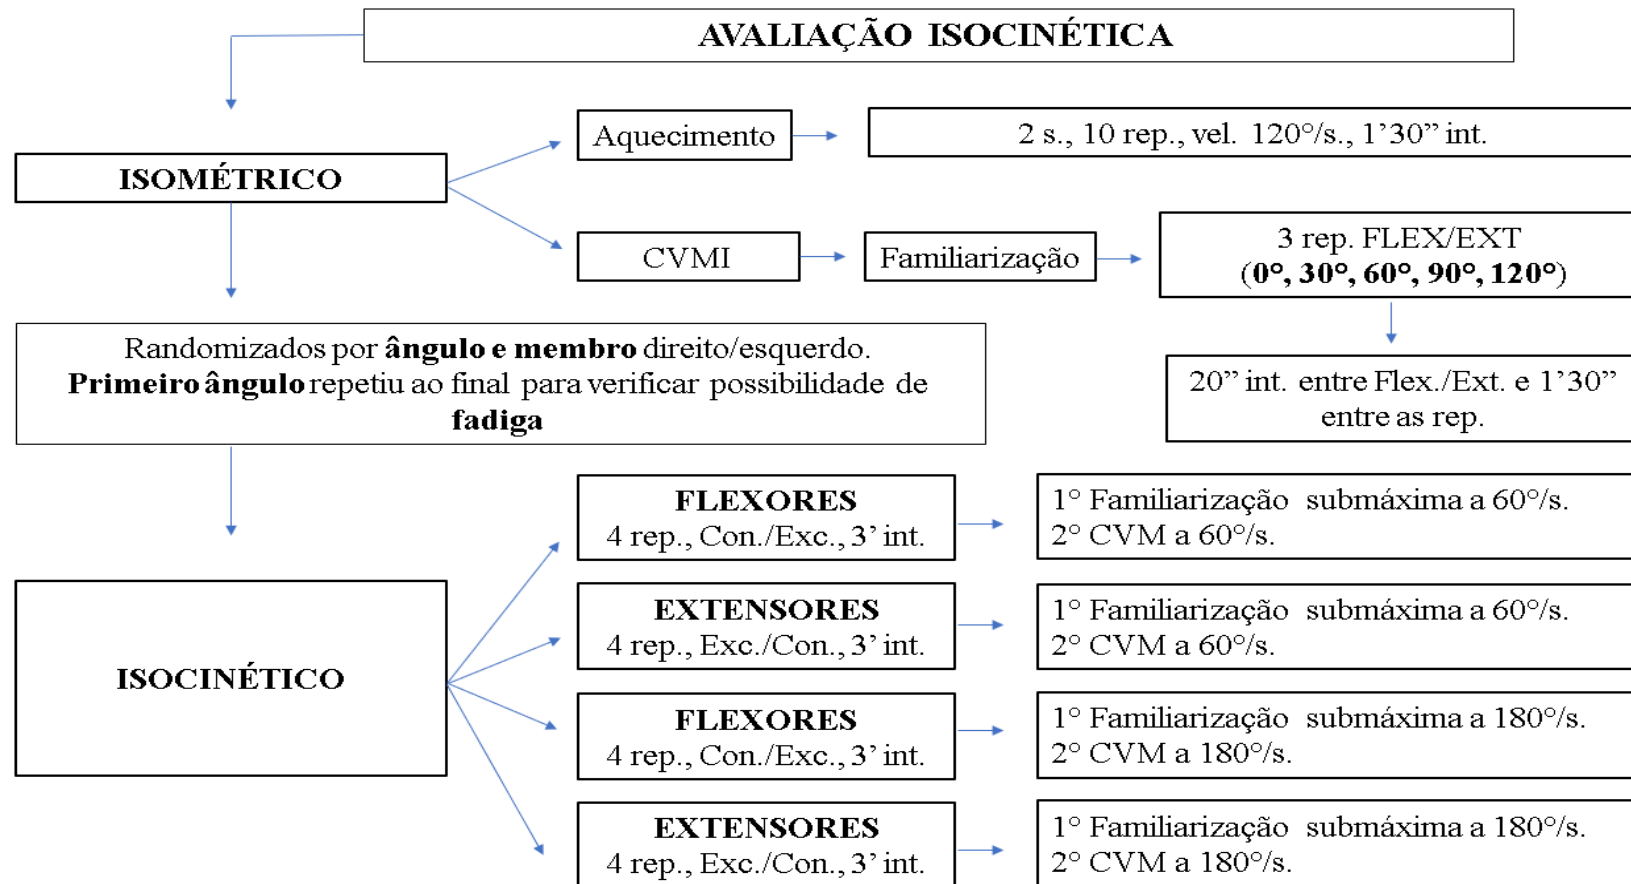 AVALIAÇÃO ISOCINÉTICA
Aquecimento
2 s., 10 rep., vel. 120°/s., 1’30” int.
ISOMÉTRICO
CVMI
Familiarização
3 rep. FLEX/EXT
(0°, 30°, 60°, 90°, 120°)
Randomizados por ângulo e membro direito/esquerdo.
Primeiro ângulo repetiu ao final para verificar possibilidade de
fadiga
20” int. entre Flex./Ext. e 1’30”
entre as rep.
FLEXORES
4 rep., Con./Exc., 3’ int.
1° Familiarização submáxima a 60°/s.
2° CVM a 60°/s.
ISOCINÉTICO
EXTENSORES
4 rep., Exc./Con., 3’ int.
1° Familiarização submáxima a 60°/s.
2° CVM a 60°/s.
FLEXORES
4 rep., Con./Exc., 3’ int.
1° Familiarização submáxima a 180°/s.
2° CVM a 180°/s.
EXTENSORES
4 rep., Exc./Con., 3’ int.
1° Familiarização submáxima a 180°/s.
2° CVM a 180°/s.